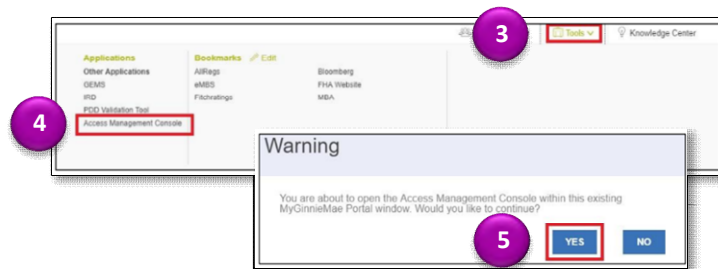 3
Tools
Knowledge Center
Applications
Bookmarks Edit
Other Applications AllRegs Bloomberg
GEMS eMBS FHA Website
IRD Fitchratings MBA
PDD Validation Tool
4
Access Management Console
Warning
You are about to open the Access Management Console within this existing
MyGinnieMae Portal window. Would you like to continue?
5
YES NO